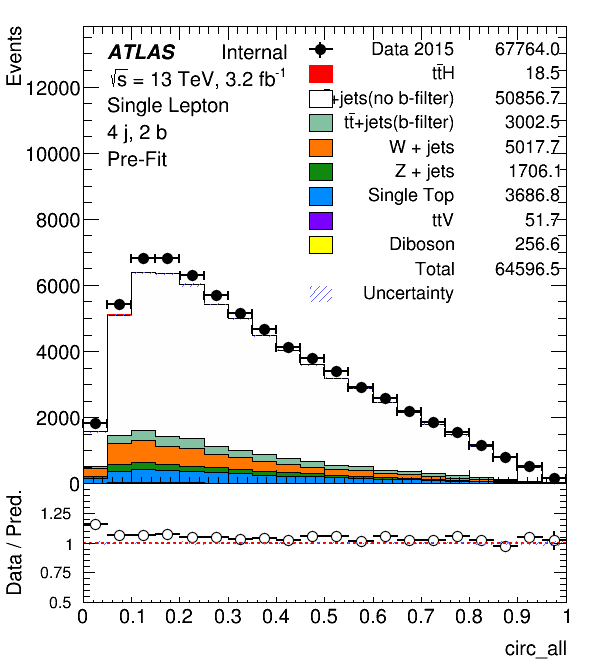 Events
ATLAS Internal
√s = 13 TeV, 3.2 fb⁻¹
Single Lepton
4 j, 2 b
Pre-Fit
Data 2015 67764.0
tt̄H 18.5
+jets(no b-filter) 50856.7
tt̄+jets(b-filter) 3002.5
W + jets 5017.7
Z + jets 1706.1
Single Top 3686.8
ttV 51.7
Diboson 256.6
Total 64596.5
Uncertainty
12000
10000
8000
6000
4000
2000
0
Data / Pred.
1.25
1
0.75
0.5
0 0.1 0.2 0.3 0.4 0.5 0.6 0.7 0.8 0.9 1
circ_all